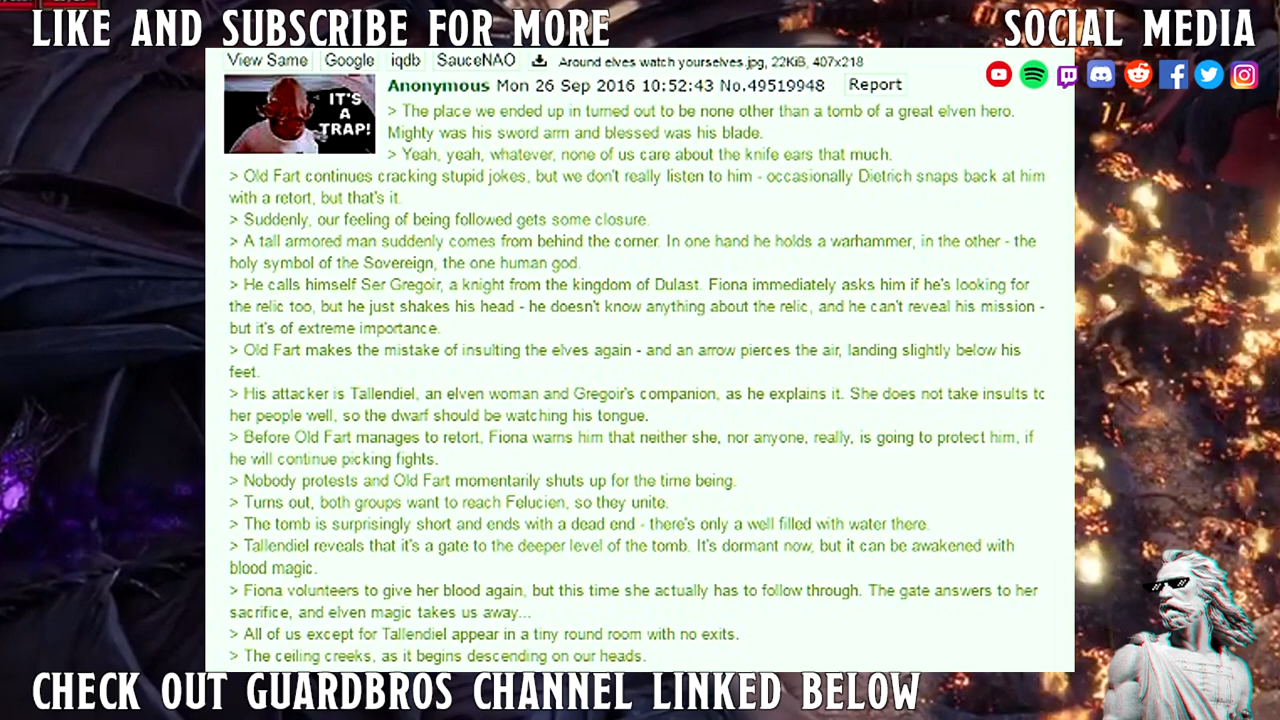 LIKE AND SUBSCRIBE FOR MORE
SOCIAL MEDIA
View Same Google iqdb SauceNAO Around elves watch yourselves.jpg, 22KiB, 407x218
Anonymous Mon 26 Sep 2016 10:52:43 No.49519948 Report
IT'S
A
TRAP!
> The place we ended up in turned out to be none other than a tomb of a great elven hero.
Mighty was his sword arm and blessed was his blade.
> Yeah, yeah, whatever, none of us care about the knife ears that much.
> Old Fart continues cracking stupid jokes, but we don't really listen to him - occasionally Dietrich snaps back at him
with a retort, but that's it.
> Suddenly, our feeling of being followed gets some closure.
> A tall armored man suddenly comes from behind the corner. In one hand he holds a warhammer, in the other - the
holy symbol of the Sovereign, the one human god.
> He calls himself Ser Gregoir, a knight from the kingdom of Dulast. Fiona immediately asks him if he's looking for
the relic too, but he just shakes his head - he doesn't know anything about the relic, and he can't reveal his mission -
but it's of extreme importance.
> Old Fart makes the mistake of insulting the elves again - and an arrow pierces the air, landing slightly below his
feet.
> His attacker is Tallendiel, an elven woman and Gregoir's companion, as he explains it. She does not take insults to
her people well, so the dwarf should be watching his tongue.
> Before Old Fart manages to retort, Fiona warns him that neither she, nor anyone, really, is going to protect him, if
he will continue picking fights.
> Nobody protests and Old Fart momentarily shuts up for the time being.
> Turns out, both groups want to reach Felucien, so they unite.
> The tomb is surprisingly short and ends with a dead end - there's only a well filled with water there.
> Tallendiel reveals that it's a gate to the deeper level of the tomb. It's dormant now, but it can be awakened with
blood magic.
> Fiona volunteers to give her blood again, but this time she actually has to follow through. The gate answers to her
sacrifice, and elven magic takes us away...
> All of us except for Tallendiel appear in a tiny round room with no exits.
> The ceiling creeks, as it begins descending on our heads.
CHECK OUT GUARDBROS CHANNEL LINKED BELOW